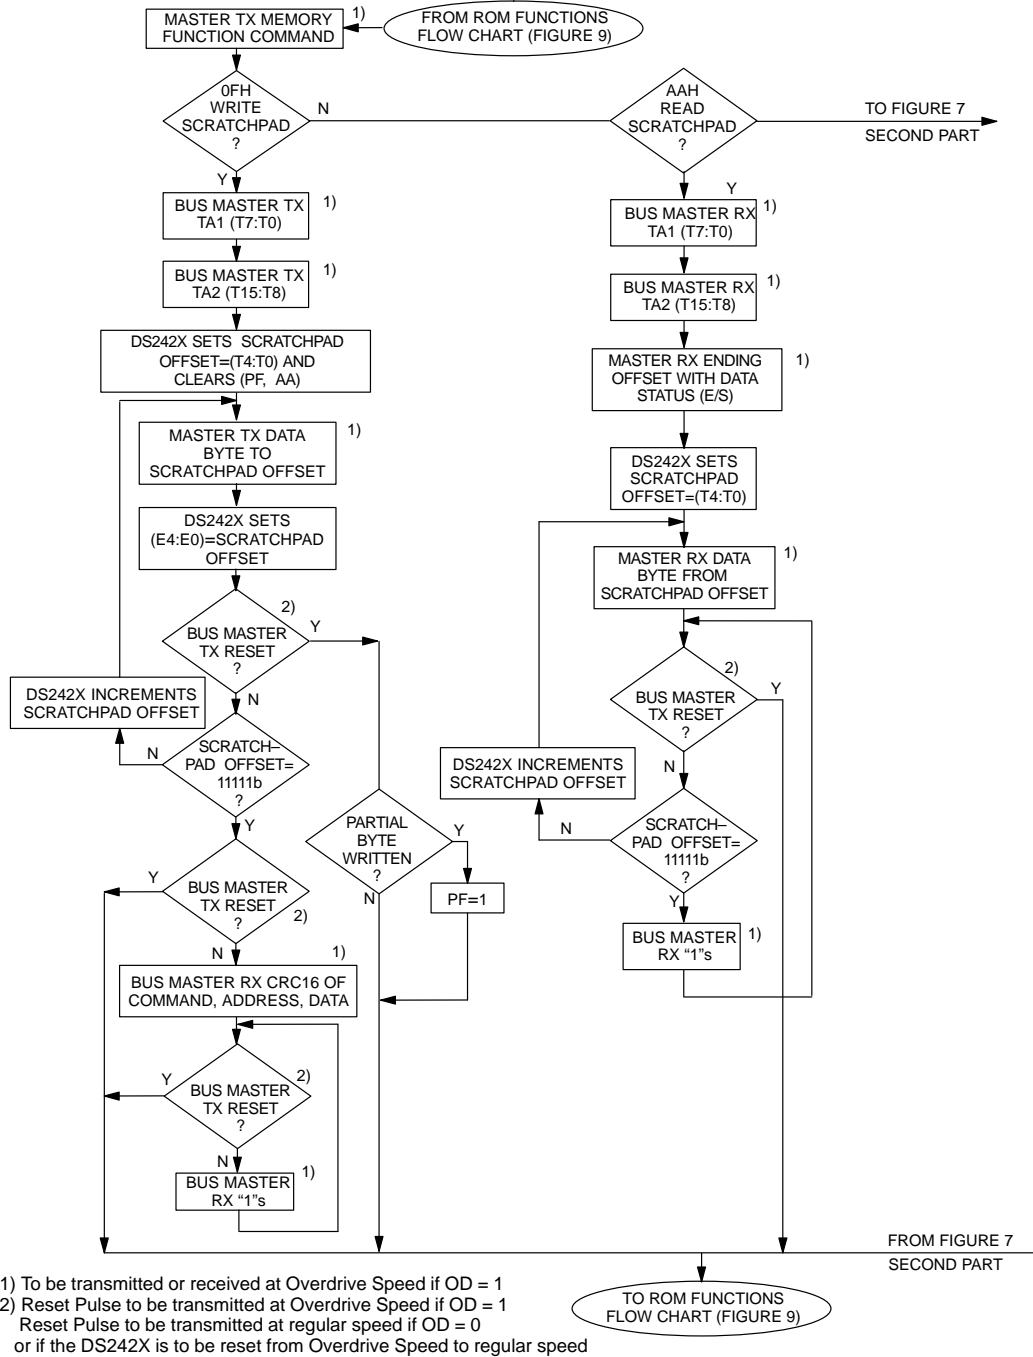 MASTER TX MEMORY
FUNCTION COMMAND
1)
FROM ROM FUNCTIONS
FLOW CHART (FIGURE 9)
0FH
WRITE
SCRATCHPAD
?
N
Y
AAH
READ
SCRATCHPAD
?
Y
TO FIGURE 7
SECOND PART
BUS MASTER TX
TA1 (T7:T0)
1)
BUS MASTER TX
TA2 (T15:T8)
1)
DS242X SETS SCRATCHPAD
OFFSET=(T4:T0) AND
CLEARS (PF, AA)
MASTER TX DATA
BYTE TO
SCRATCHPAD OFFSET
1)
DS242X SETS
(E4:E0)=SCRATCHPAD
OFFSET
BUS MASTER
TX RESET
?
2)
Y
N
DS242X INCREMENTS
SCRATCHPAD OFFSET
SCRATCH–
PAD OFFSET=
11111b
?
N
Y
PARTIAL
BYTE
WRITTEN
?
Y
N
PF=1
BUS MASTER
TX RESET
?
2)
Y
N
BUS MASTER RX CRC16 OF
COMMAND, ADDRESS, DATA
1)
BUS MASTER
TX RESET
?
2)
Y
N
BUS MASTER
RX “1”s
1)
BUS MASTER RX
TA1 (T7:T0)
1)
BUS MASTER RX
TA2 (T15:T8)
1)
MASTER RX ENDING
OFFSET WITH DATA
STATUS (E/S)
1)
DS242X SETS
SCRATCHPAD
OFFSET=(T4:T0)
MASTER RX DATA
BYTE FROM
SCRATCHPAD OFFSET
1)
BUS MASTER
TX RESET
?
2)
Y
N
DS242X INCREMENTS
SCRATCHPAD OFFSET
SCRATCH–
PAD OFFSET=
11111b
?
N
Y
BUS MASTER
RX “1”s
1)
FROM FIGURE 7
SECOND PART
TO ROM FUNCTIONS
FLOW CHART (FIGURE 9)
1) To be transmitted or received at Overdrive Speed if OD = 1
2) Reset Pulse to be transmitted at Overdrive Speed if OD = 1
Reset Pulse to be transmitted at regular speed if OD = 0
or if the DS242X is to be reset from Overdrive Speed to regular speed